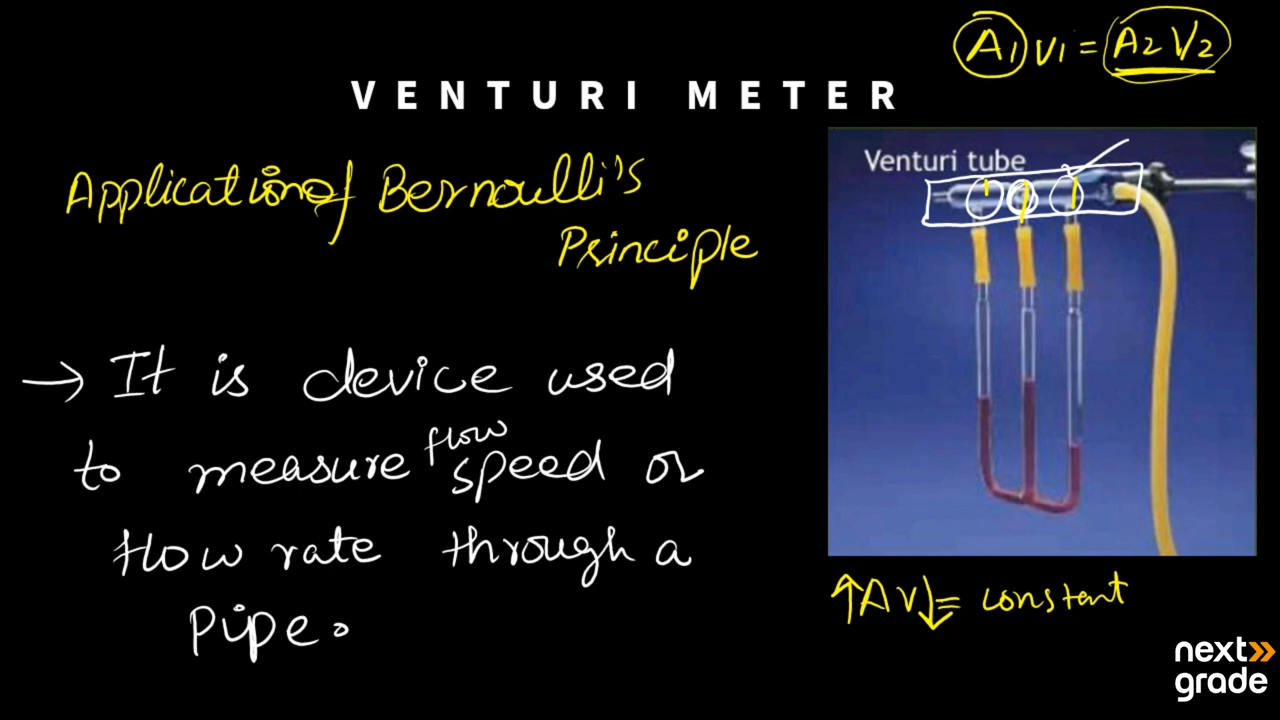 A1 V1 = A2 V2
VENTURI METER
Venturi tube
Application of Bernoulli's
Principle
→ It is device used
to measure flow speed or
flow rate through a
pipe.
↑AV↓ = constant
next»
grade